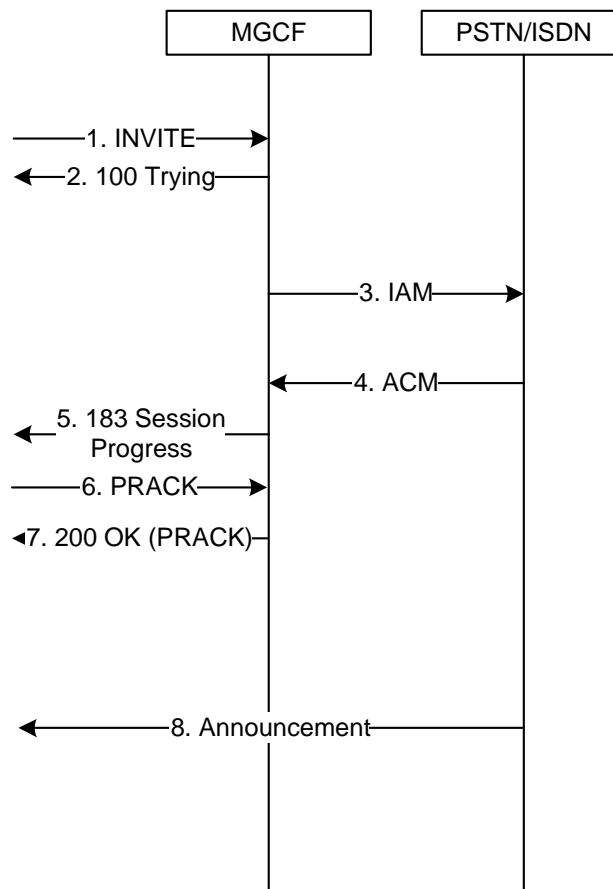 MGCF
PSTN/ISDN
1. INVITE
2. 100 Trying
3. IAM
4. ACM
5. 183 Session
Progress
6. PRACK
7. 200 OK (PRACK)
8. Announcement